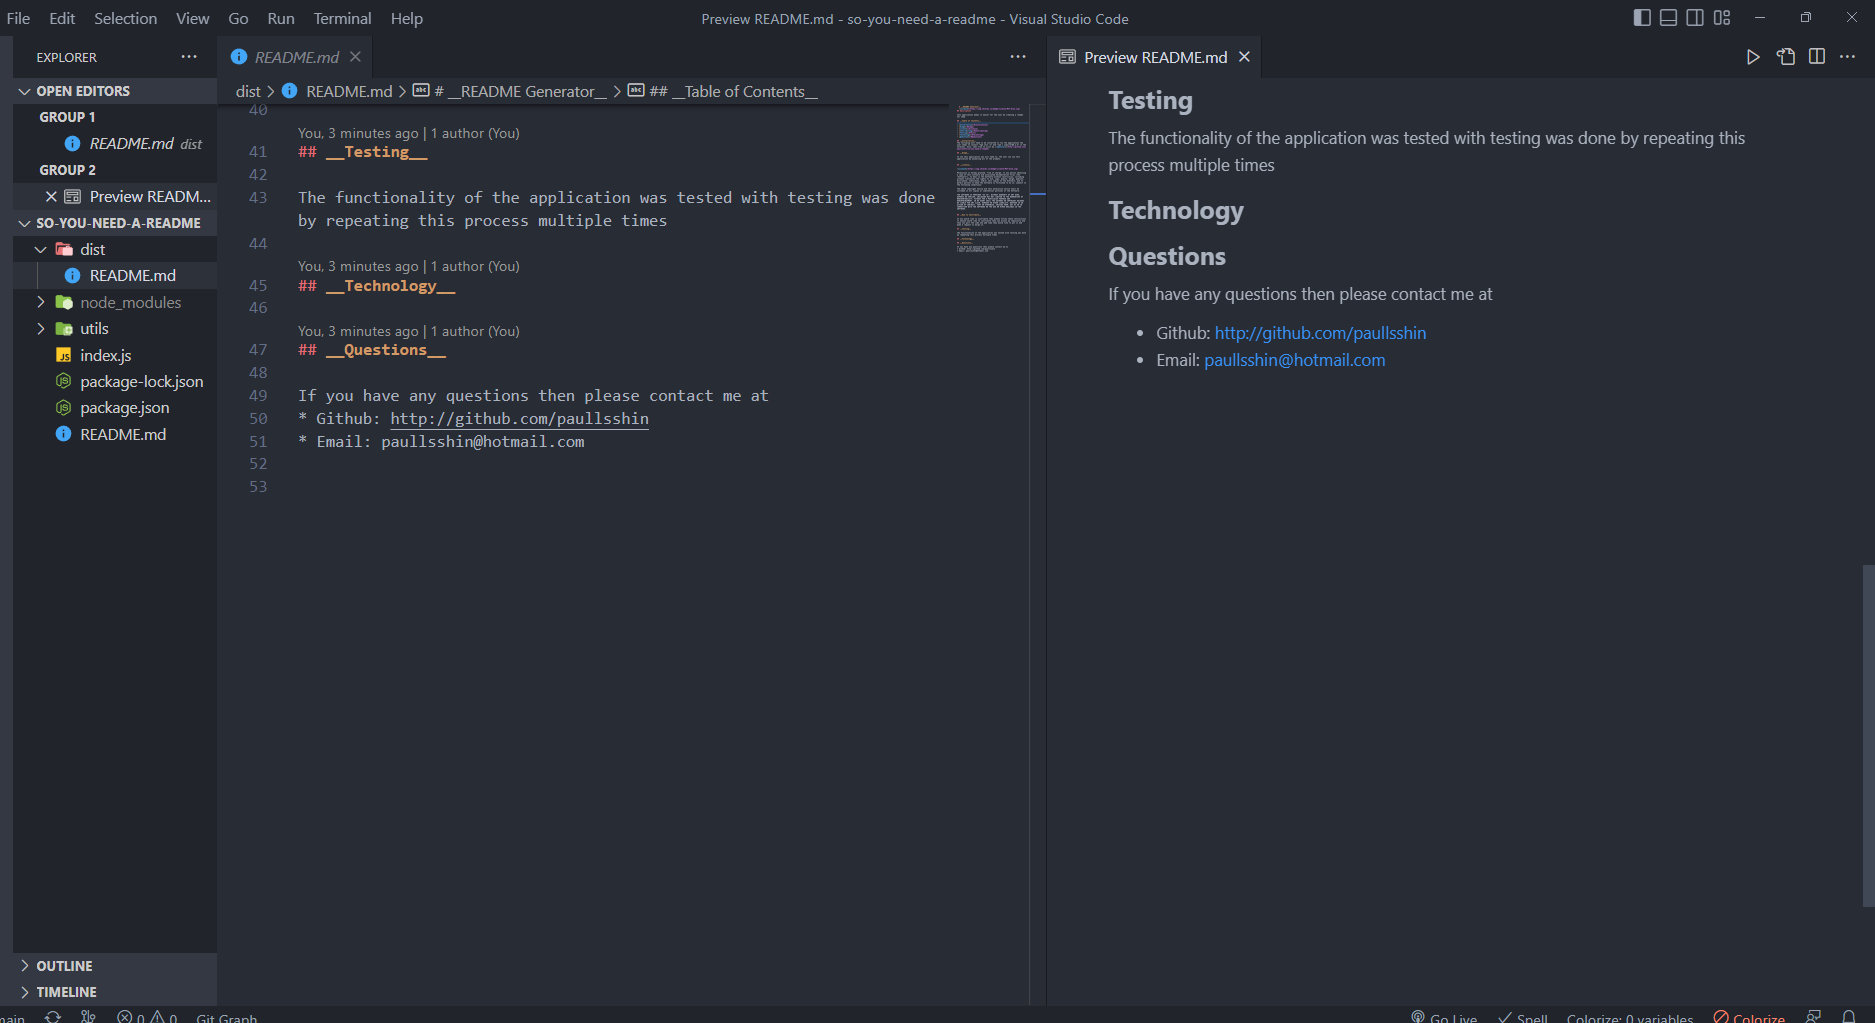 File Edit Selection View Go Run Terminal Help
Preview README.md - so-you-need-a-readme - Visual Studio Code
EXPLORER
OPEN EDITORS
GROUP 1
README.md dist
GROUP 2
Preview READM...
SO-YOU-NEED-A-README
dist
README.md
node_modules
utils
index.js
package-lock.json
package.json
README.md
OUTLINE
TIMELINE
README.md
dist > README.md > # __README Generator__ > ## __Table of Contents__
40
You, 3 minutes ago | 1 author (You)
41 ## __Testing__
42
43 The functionality of the application was tested with testing was done
by repeating this process multiple times
44
You, 3 minutes ago | 1 author (You)
45 ## __Technology__
46
You, 3 minutes ago | 1 author (You)
47 ## __Questions__
48
49 If you have any questions then please contact me at
50 * Github: http://github.com/paullsshin
51 * Email: paullsshin@hotmail.com
52
53
Preview README.md
Testing
The functionality of the application was tested with testing was done by repeating this
process multiple times
Technology
Questions
If you have any questions then please contact me at
• Github: http://github.com/paullsshin
• Email: paullsshin@hotmail.com
main 0 0 Git Graph
Go Live Spell Colorize: 0 variables Colorize